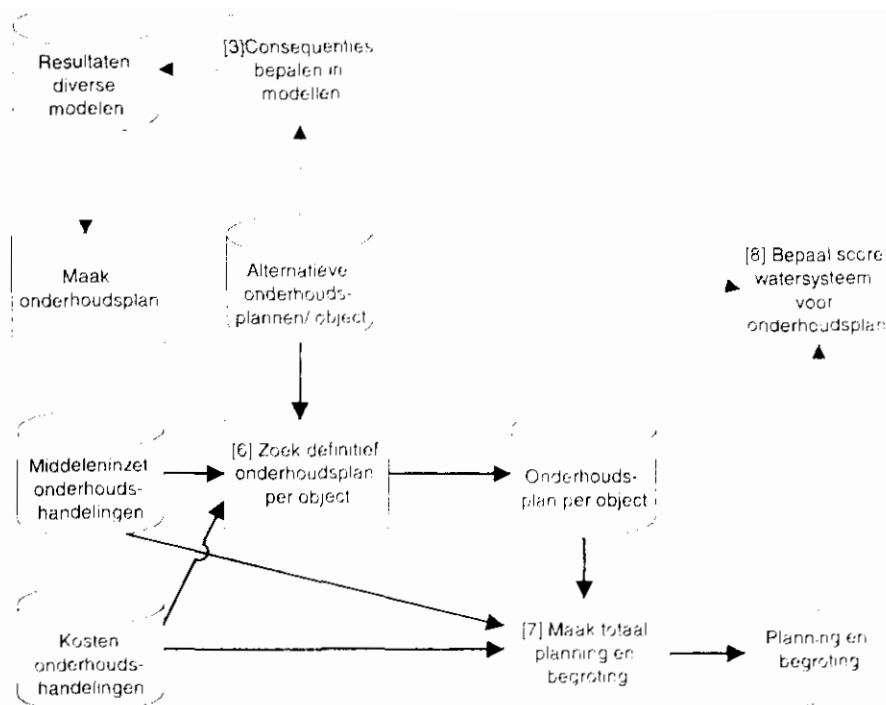 Resultaten
diverse
modelen
[3]Consequenties
bepalen in
modellen
Maak
onderhoudsplan
Alternatieve
onderhouds-
plannen/ object
[8] Bepaal score
watersysteem
voor
onderhoudsplan
Middeleninzet
onderhouds-
handelingen
[6] Zoek definitief
onderhoudsplan
per object
Onderhouds-
plan per object
Kosten
onderhouds-
handelingen
[7] Maak totaal
planning en
begroting
Planning en
begroting